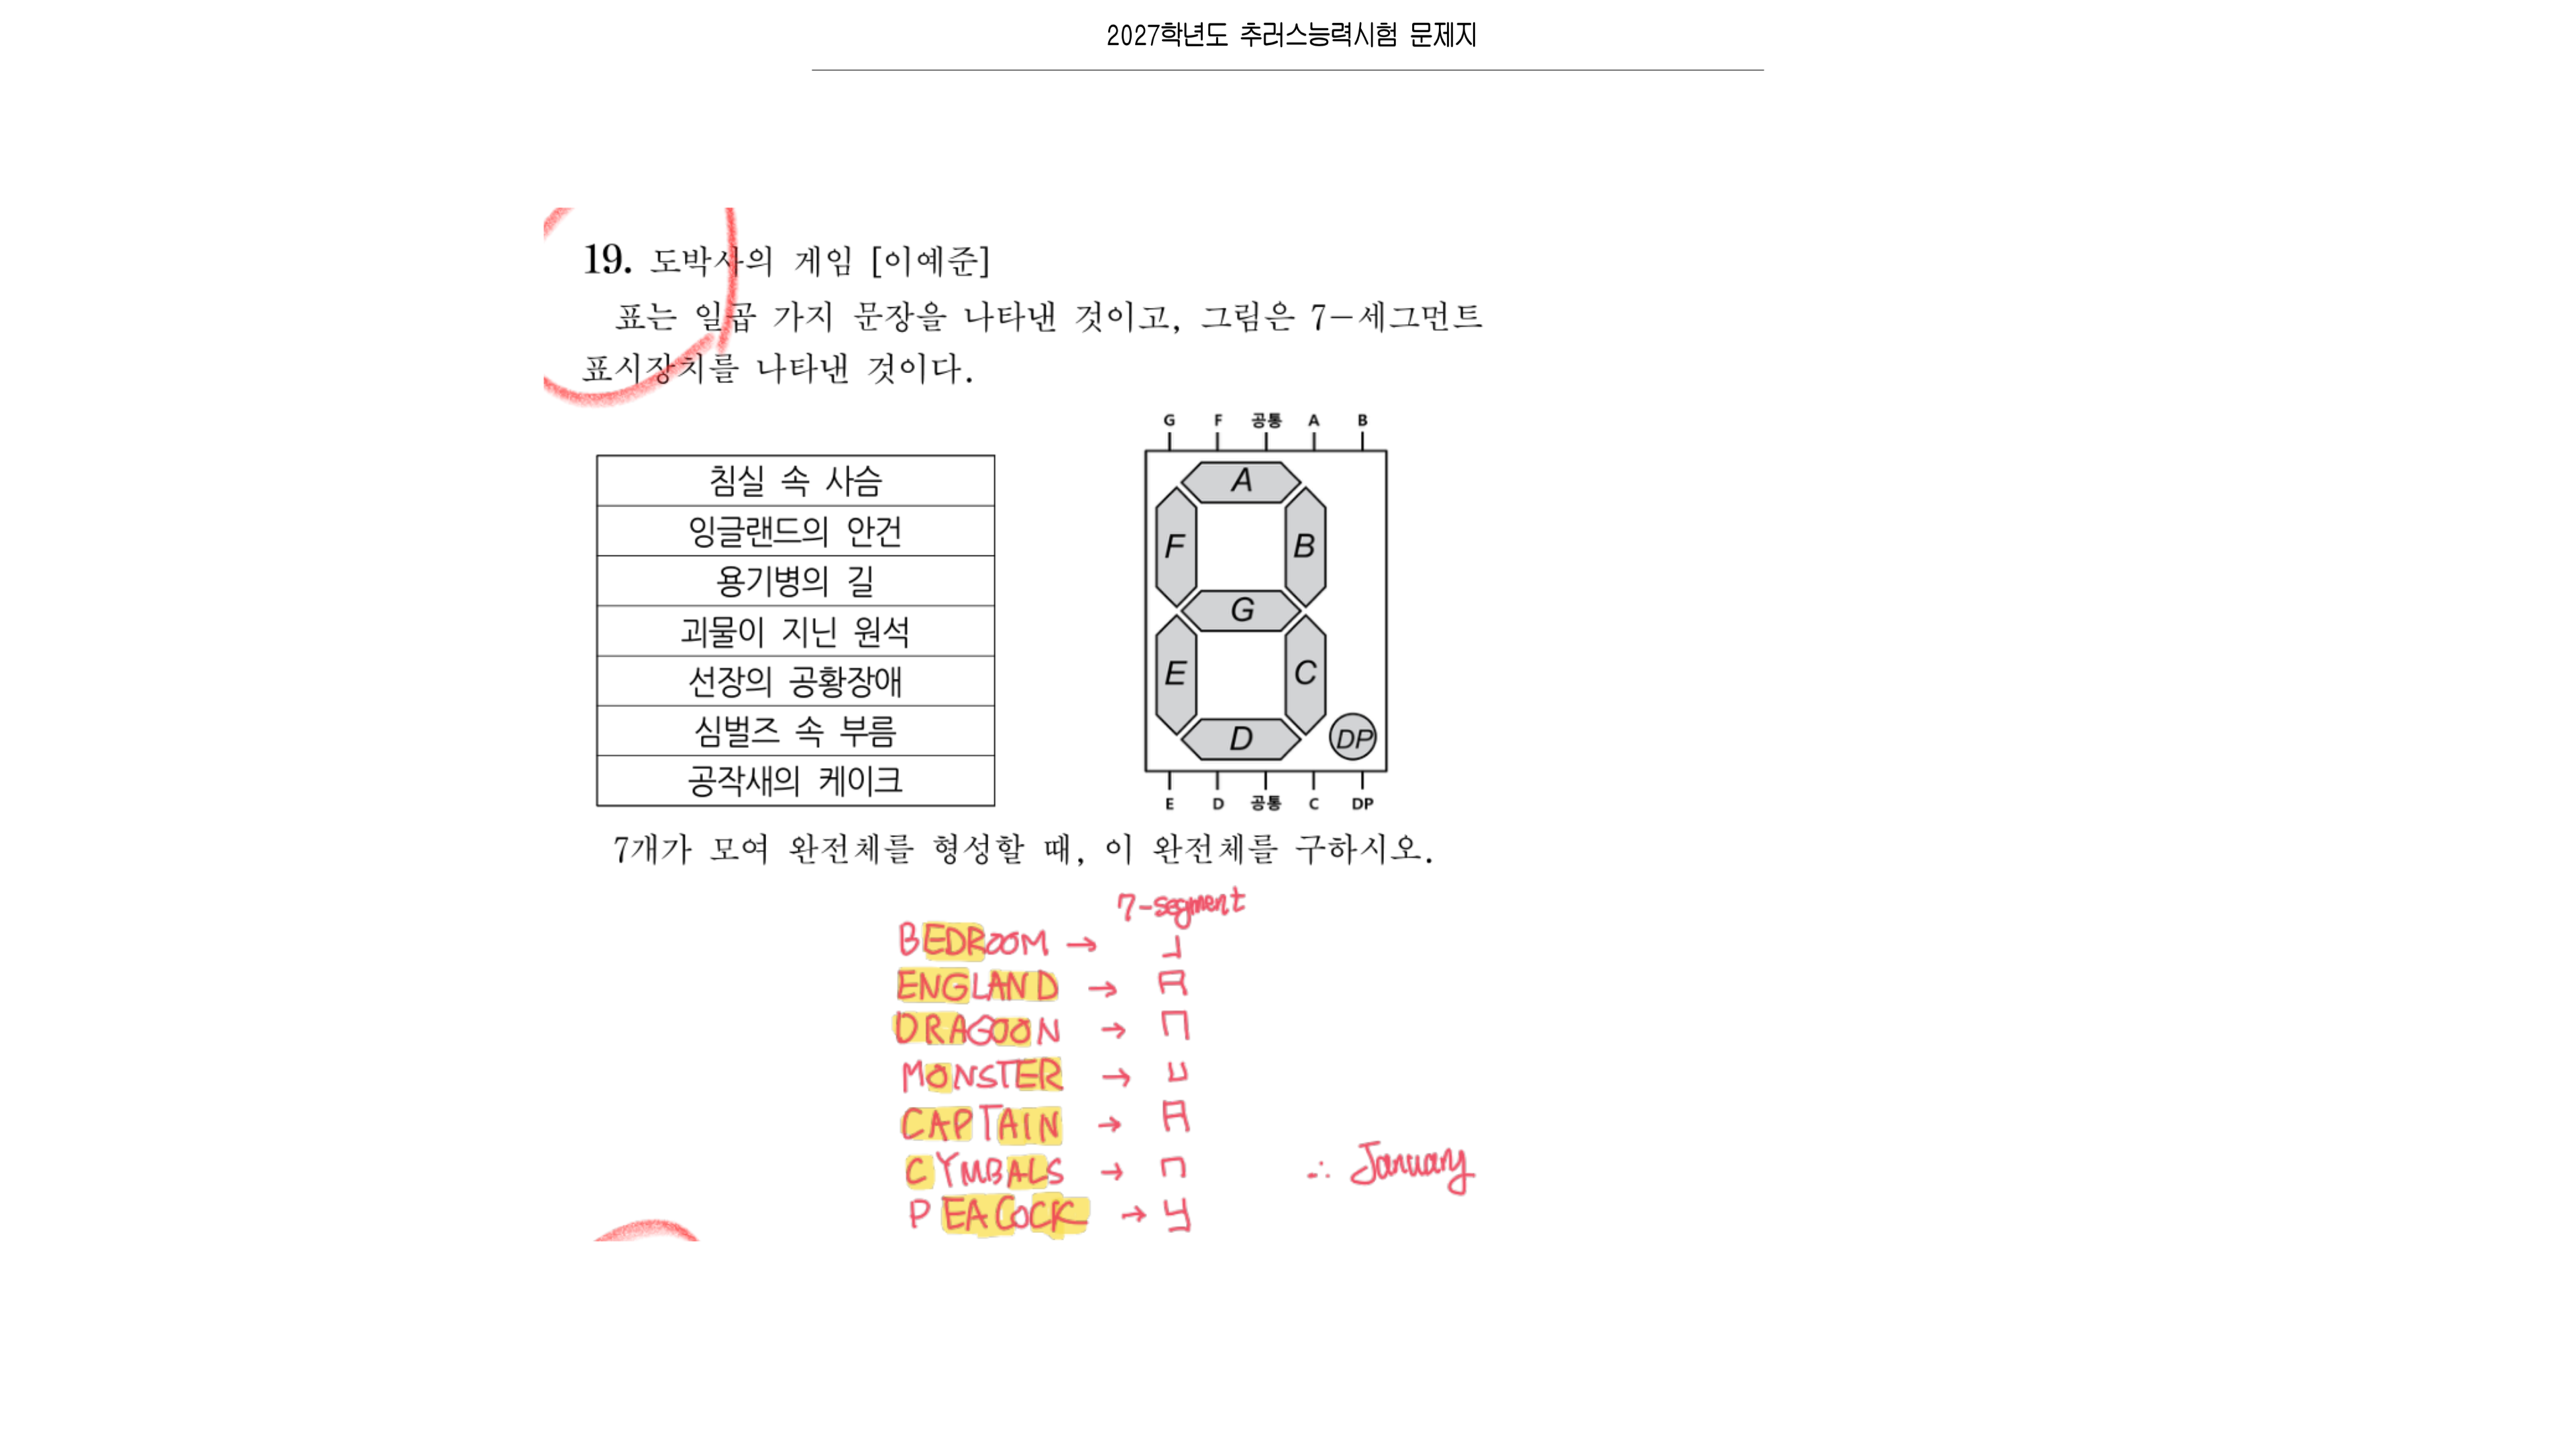 2027학년도 추러스능력시험 문제지
19. 도박사의 게임 [이예준]
표는 일곱 가지 문장을 나타낸 것이고, 그림은 7-세그먼트
표시장치를 나타낸 것이다.
침실 속 사슴
잉글랜드의 안건
용기병의 길
괴물이 지닌 원석
선장의 공황장애
심벌즈 속 부름
공작새의 케이크
G F 공통 A B
A
F B
G
E C
D DP
E D 공통 C DP
7개가 모여 완전체를 형성할 때, 이 완전체를 구하시오.
7-segment
BEDROOM →
ENGLAND →
DRAGOON →
MONSTER →
CAPTAIN →
CYMBALS →
PEACOCK →
∴ January